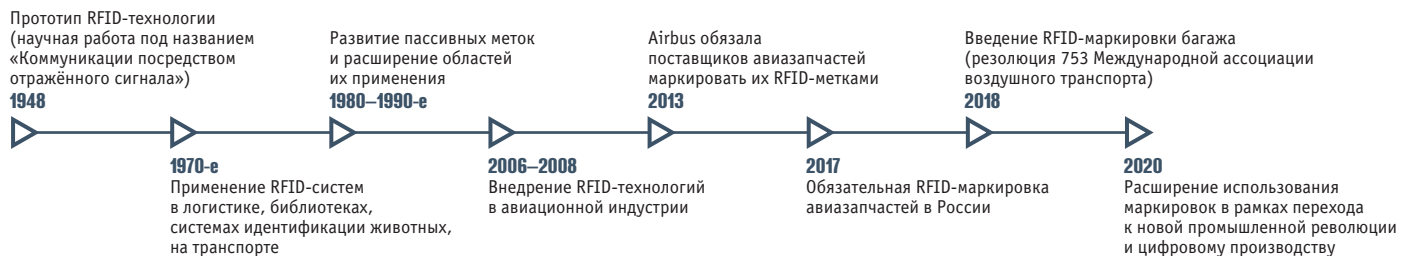 Прототип RFID-технологии
(научная работа под названием
«Коммуникации посредством
отражённого сигнала»)
1948
1970-е
Применение RFID-систем
в логистике, библиотеках,
системах идентификации животных,
на транспорте
Развитие пассивных меток
и расширение областей
их применения
1980–1990-е
2006–2008
Внедрение RFID-технологий
в авиационной индустрии
Airbus обязала
поставщиков авиазапчастей
маркировать их RFID-метками
2013
2017
Обязательная RFID-маркировка
авиазапчастей в России
Введение RFID-маркировки багажа
(резолюция 753 Международной ассоциации
воздушного транспорта)
2018
2020
Расширение использования
маркировок в рамках перехода
к новой промышленной революции
и цифровому производству